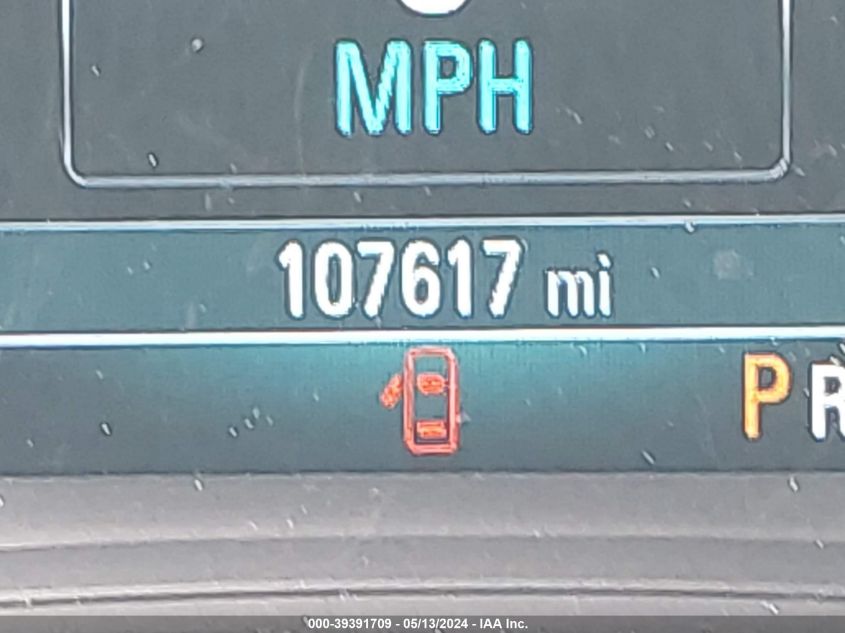 MPH
107617 mi
P R
000-39391709 - 05/13/2024 - IAA Inc.